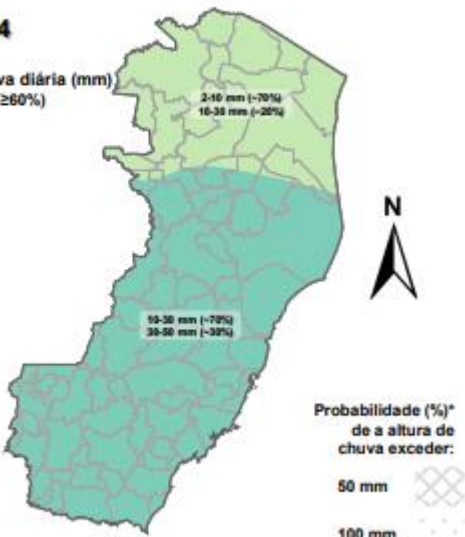 4
va diária (mm)
≥60%)
2-10 mm (~70%)
10-30 mm (~20%)
N
10-30 mm (~70%)
30-50 mm (~30%)
Probabilidade (%)*
de a altura de
chuva exceder:
50 mm
100 mm